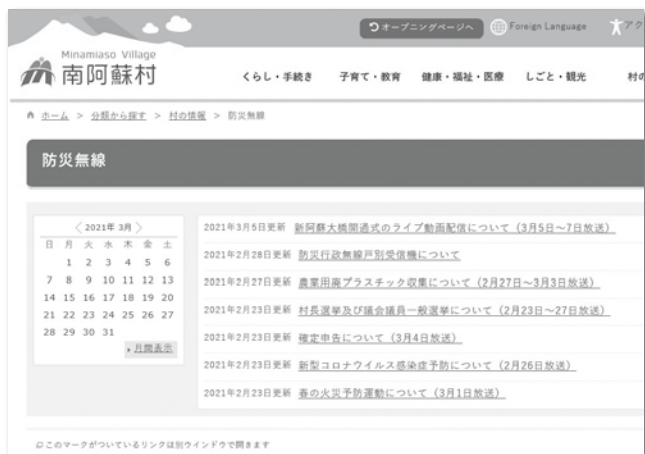 オープニングページへ Foreign Language アク
Minamiaso Village
南阿蘇村
くらし・手続き 子育て・教育 健康・福祉・医療 しごと・観光 村の
ホーム > 分類から探す > 村の情報 > 防災無線
防災無線
2021年 3月
日 月 火 水 木 金 土
1 2 3 4 5 6
7 8 9 10 11 12 13
14 15 16 17 18 19 20
21 22 23 24 25 26 27
28 29 30 31
月間表示
2021年3月5日更新 新阿蘇大橋開通式のライブ動画配信について(3月5日~7日放送)
2021年2月28日更新 防災行政無線戸別受信機について
2021年2月27日更新 農業用廃プラスチック収集について(2月27日~3月3日放送)
2021年2月23日更新 村長選挙及び議会議員一般選挙について(2月23日~27日放送)
2021年2月23日更新 確定申告について(3月4日放送)
2021年2月23日更新 新型コロナウイルス感染症予防について(2月26日放送)
2021年2月23日更新 春の火災予防運動について(3月1日放送)
このマークがついているリンクは別ウインドウで開きます